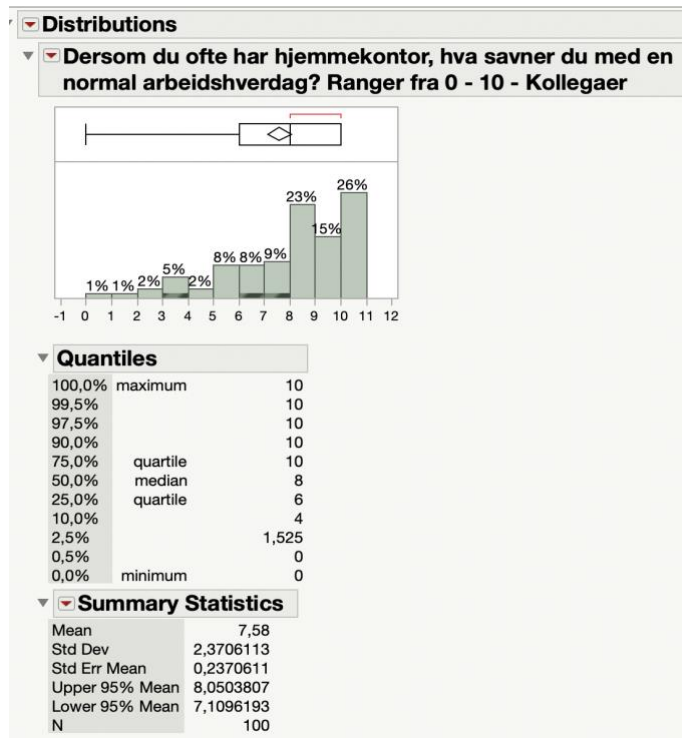 Distributions
Dersom du ofte har hjemmekontor, hva savner du med en
normal arbeidshverdag? Ranger fra 0 - 10 - Kollegaer
1% 1% 2% 5% 2% 8% 8% 9% 23% 15% 26%
-1 0 1 2 3 4 5 6 7 8 9 10 11 12
Quantiles
100,0% maximum 10
99,5% 10
97,5% 10
90,0% 10
75,0% quartile 10
50,0% median 8
25,0% quartile 6
10,0% 4
2,5% 1,525
0,5% 0
0,0% minimum 0
Summary Statistics
Mean 7,58
Std Dev 2,3706113
Std Err Mean 0,2370611
Upper 95% Mean 8,0503807
Lower 95% Mean 7,1096193
N 100